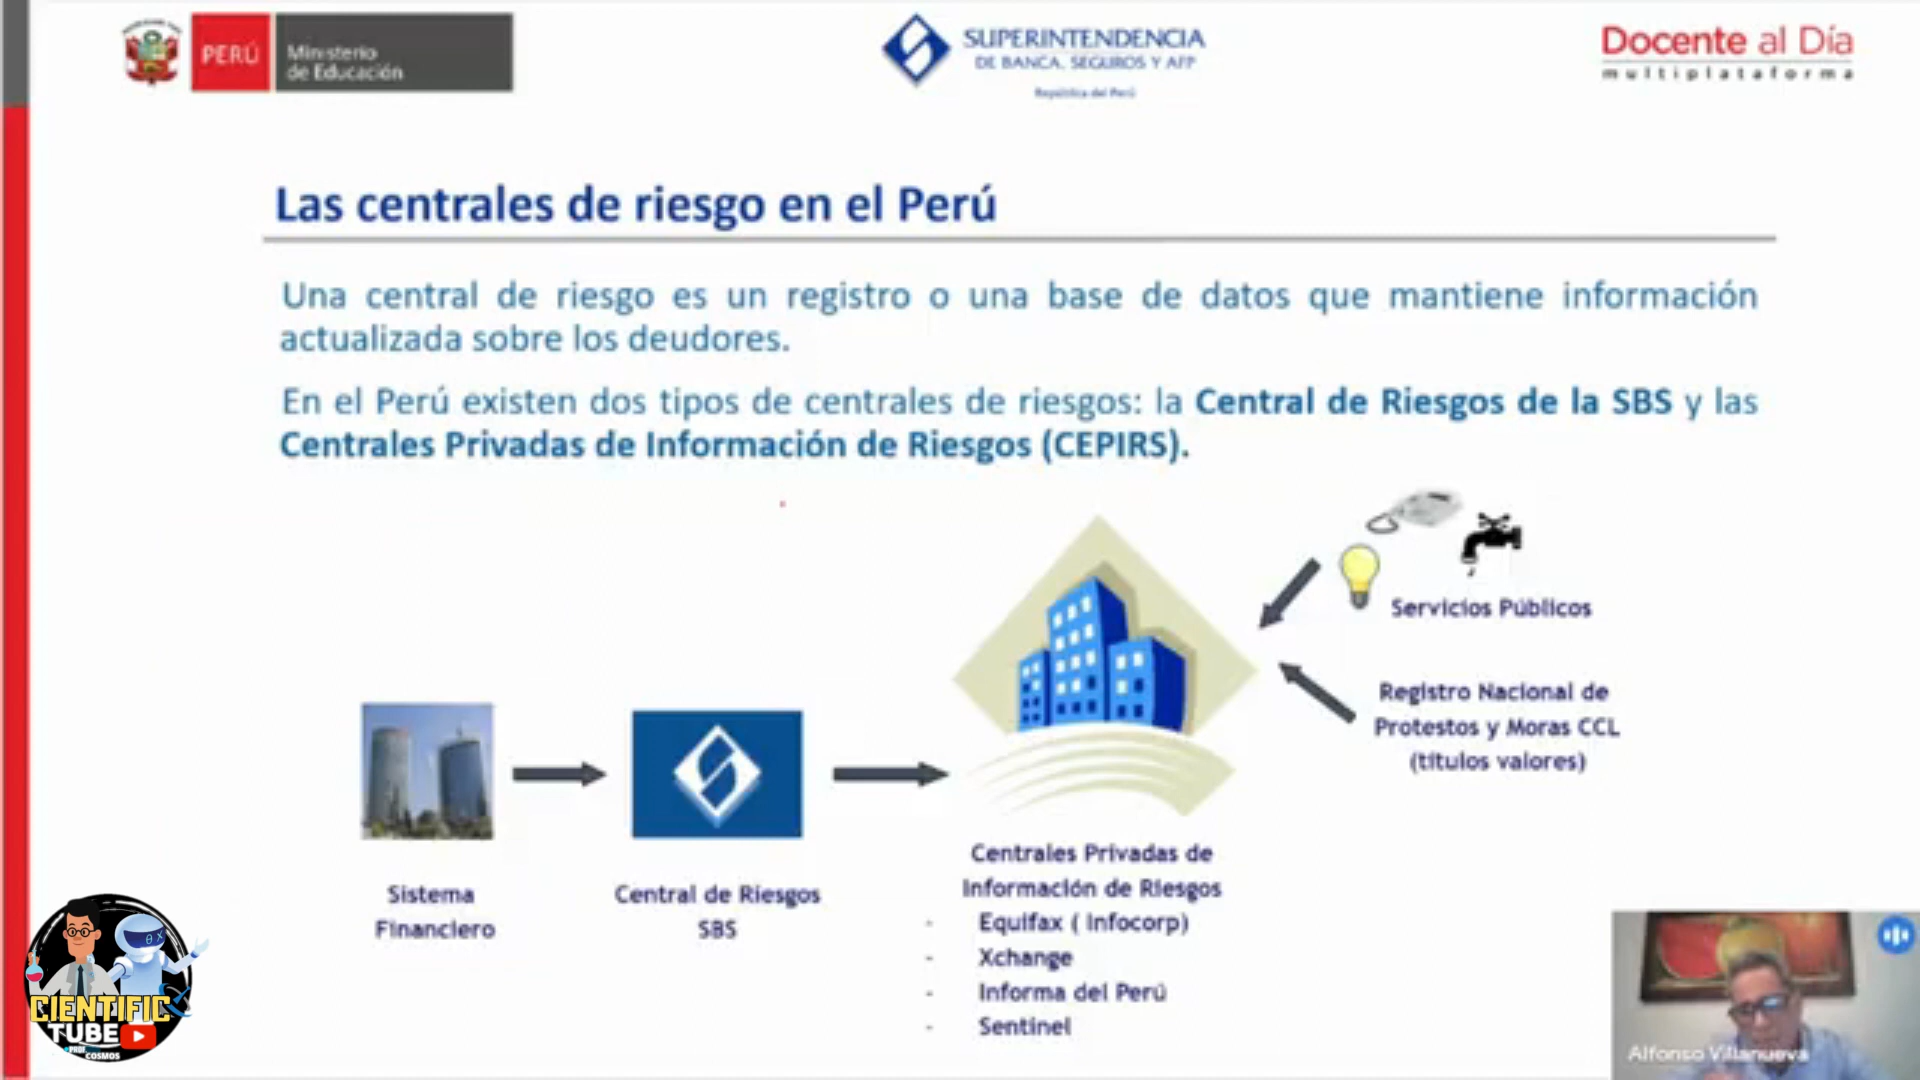 PERÚ
Ministerio
de Educación
SUPERINTENDENCIA
DE BANCA, SEGUROS Y AFP
República del Perú
Docente al Día
multiplataforma
Las centrales de riesgo en el Perú
Una central de riesgo es un registro o una base de datos que mantiene información
actualizada sobre los deudores.
En el Perú existen dos tipos de centrales de riesgos: la Central de Riesgos de la SBS y las
Centrales Privadas de Información de Riesgos (CEPIRS).
Servicios Públicos
Registro Nacional de
Protestos y Moras CCL
(títulos valores)
Sistema
Financiero
Central de Riesgos
SBS
Centrales Privadas de
Información de Riesgos
- Equifax ( Infocorp)
- Xchange
- Informa del Perú
- Sentinel
CIENTIFIC
TUBE
PROF
COSMOS
Alfonso Villanueva